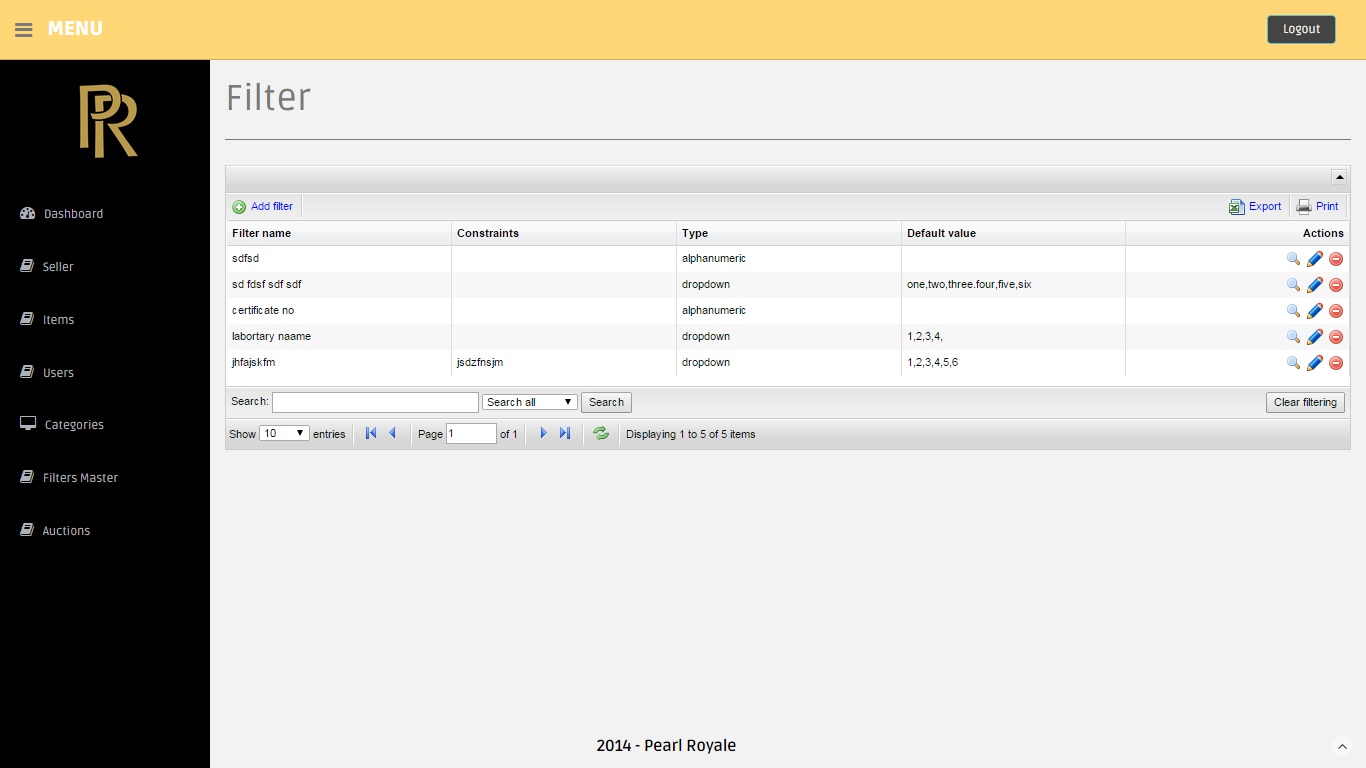 MENU
Logout
PR
Filter
Dashboard
Seller
Items
Users
Categories
Filters Master
Auctions
Add filter Export Print
Filter name Constraints Type Default value Actions
sdfsd alphanumeric
sd fdsf sdf sdf dropdown one,two,three.four,five,six
certificate no alphanumeric
labortary naame dropdown 1,2,3,4,
jhfajskfm jsdzfnsjm dropdown 1,2,3,4,5,6
Search: Search all Search Clear filtering
Show 10 entries Page 1 of 1 Displaying 1 to 5 of 5 items
2014 - Pearl Royale